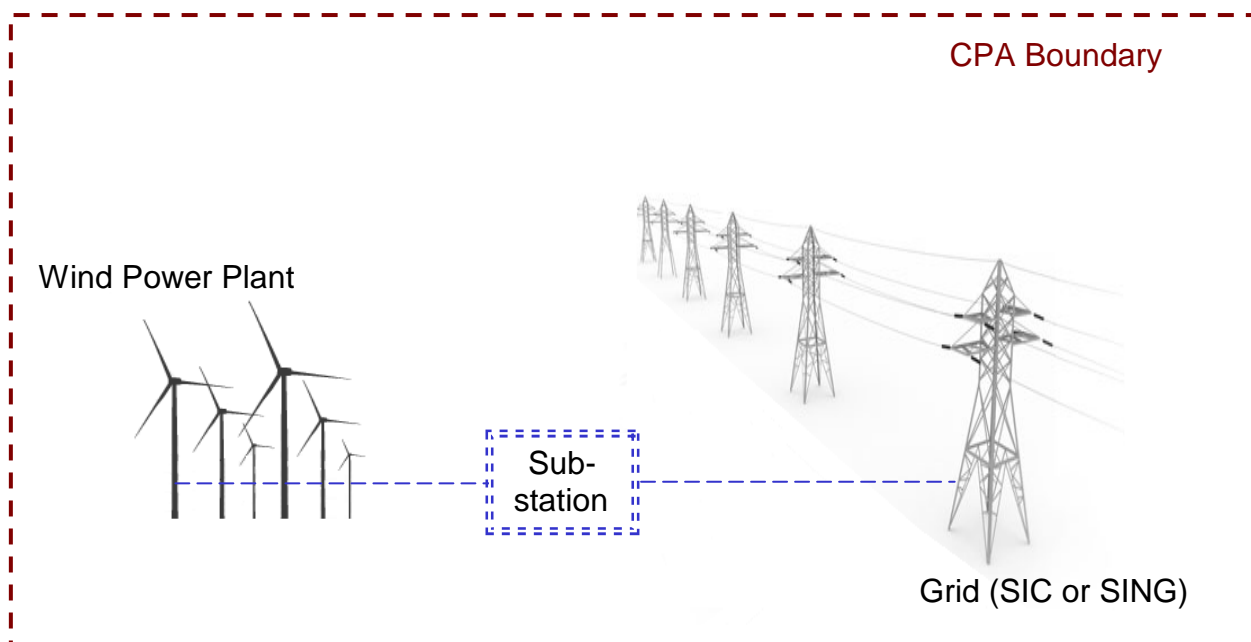 CPA Boundary
Wind Power Plant
Sub-
station
Grid (SIC or SING)